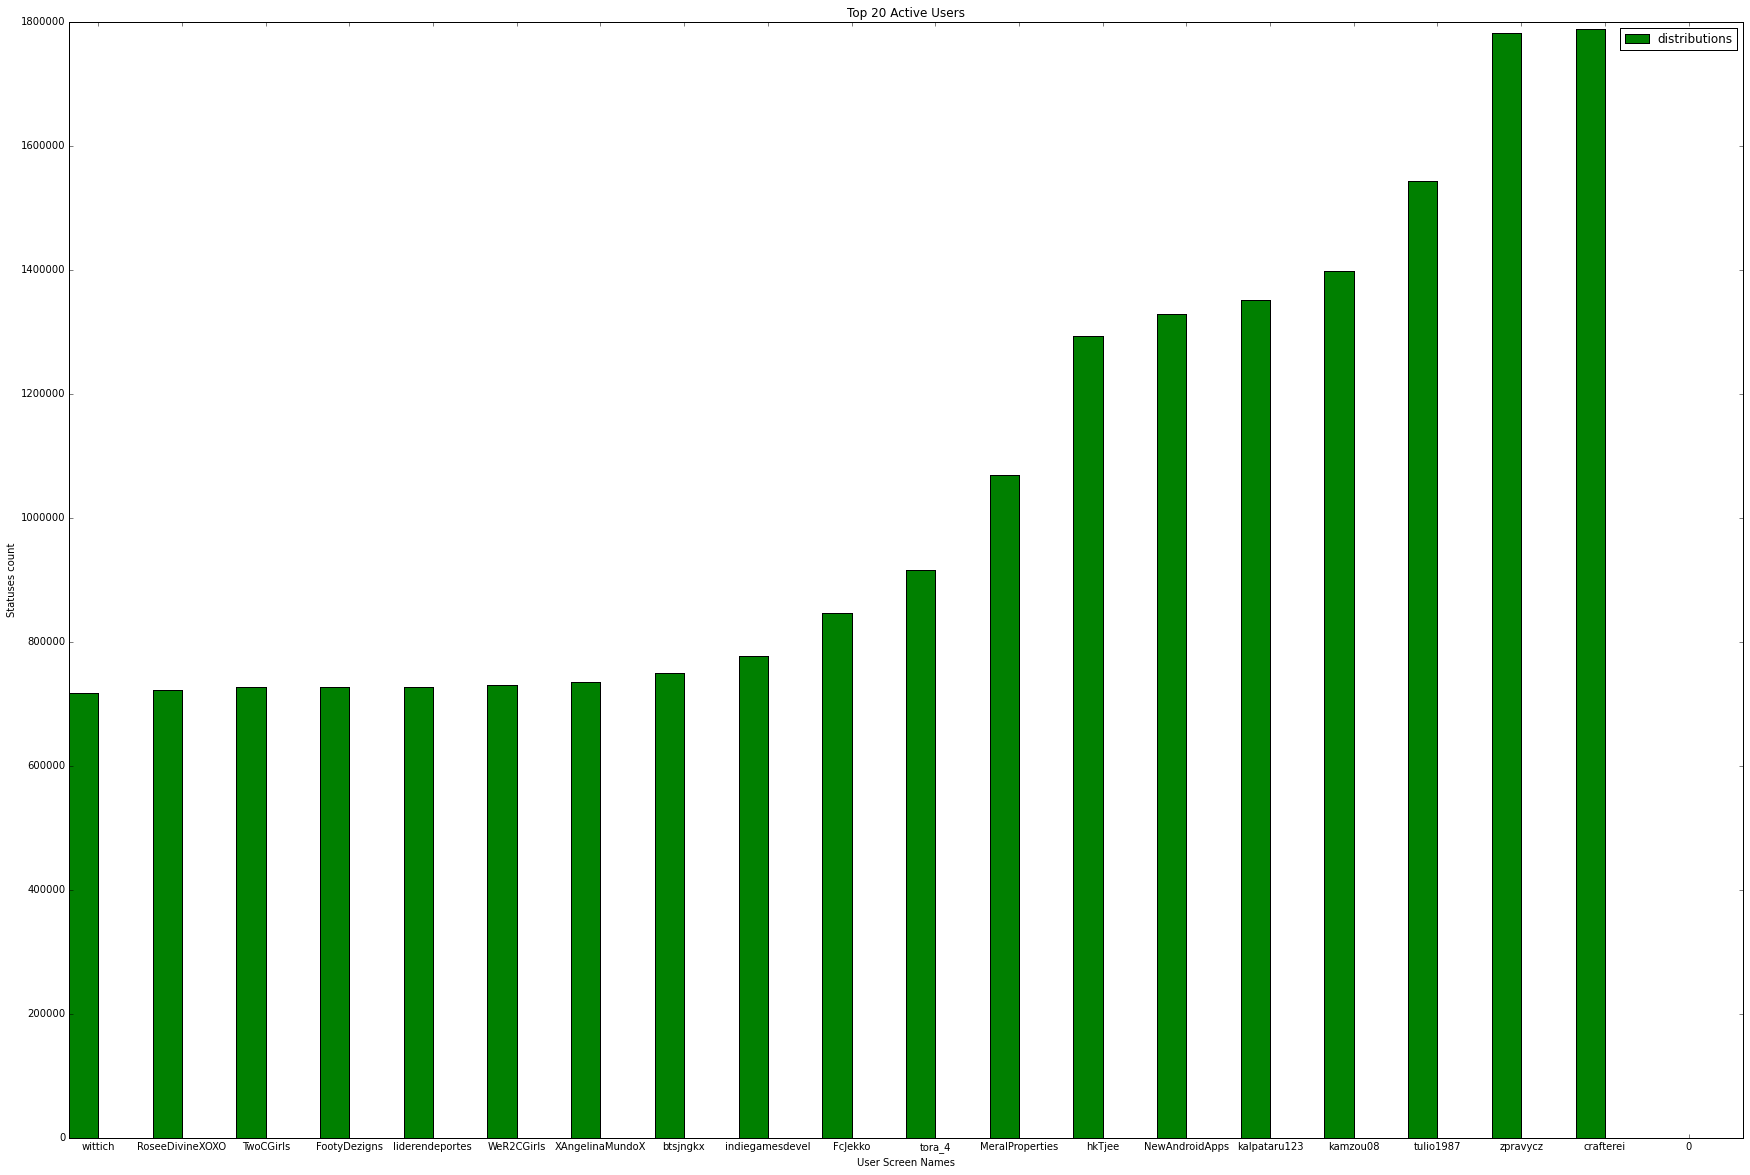 Top 20 Active Users
distributions
1800000
1600000
1400000
1200000
1000000
800000
600000
400000
200000
0
Statuses count
wittich RoseeDivineXOXO TwoCGirls FootyDezigns liderendeportes WeR2CGirls XAngelinaMundoX btsjngkx indiegamesdevel FcJekko tora_4 MeralProperties hkTjee NewAndroidApps kalpataru123 kamzou08 tulio1987 zpravycz crafterei 0
User Screen Names